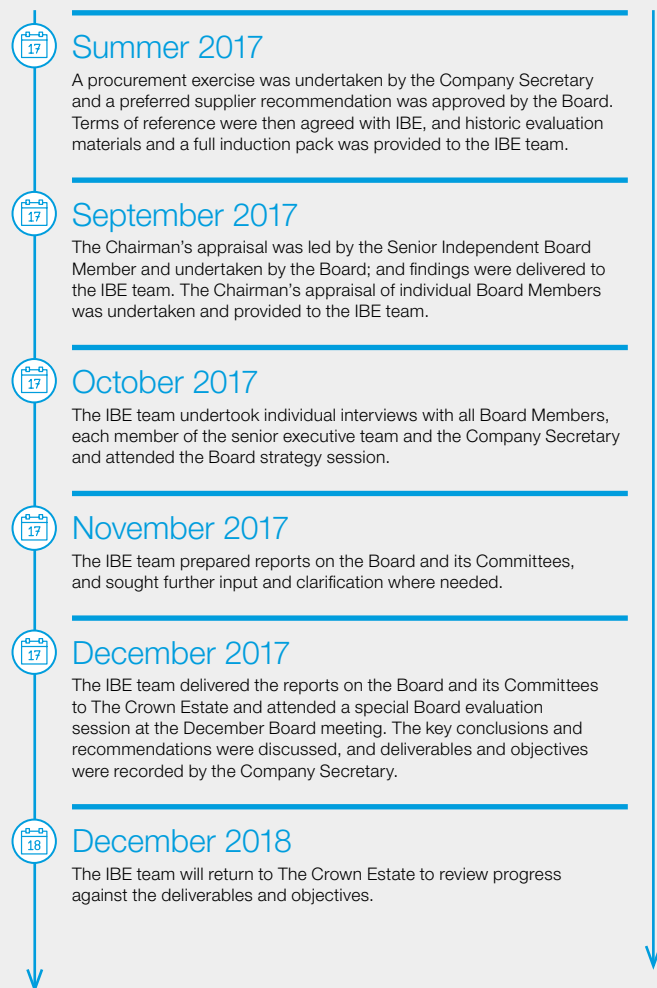 17
Summer 2017
A procurement exercise was undertaken by the Company Secretary
and a preferred supplier recommendation was approved by the Board.
Terms of reference were then agreed with IBE, and historic evaluation
materials and a full induction pack was provided to the IBE team.
17
September 2017
The Chairman’s appraisal was led by the Senior Independent Board
Member and undertaken by the Board; and findings were delivered to
the IBE team. The Chairman’s appraisal of individual Board Members
was undertaken and provided to the IBE team.
17
October 2017
The IBE team undertook individual interviews with all Board Members,
each member of the senior executive team and the Company Secretary
and attended the Board strategy session.
17
November 2017
The IBE team prepared reports on the Board and its Committees,
and sought further input and clarification where needed.
17
December 2017
The IBE team delivered the reports on the Board and its Committees
to The Crown Estate and attended a special Board evaluation
session at the December Board meeting. The key conclusions and
recommendations were discussed, and deliverables and objectives
were recorded by the Company Secretary.
18
December 2018
The IBE team will return to The Crown Estate to review progress
against the deliverables and objectives.